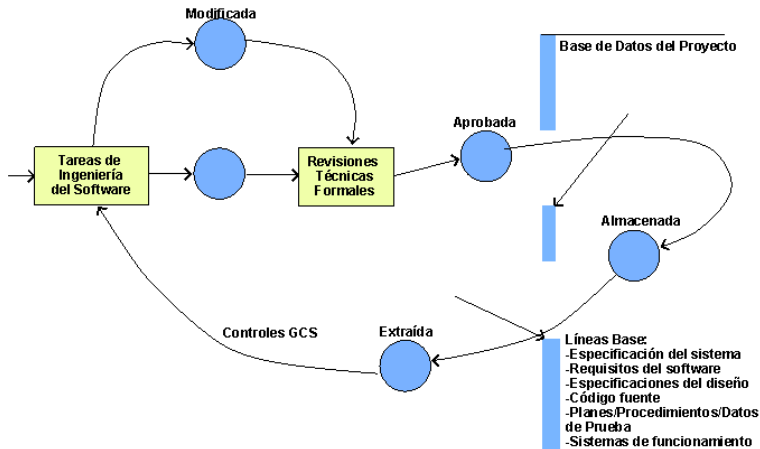 Modificada
Base de Datos del Proyecto
Aprobada
Tareas de
Ingeniería
del Software
Revisiones
Técnicas
Formales
Almacenada
Controles GCS
Extraída
Líneas Base:
-Especificación del sistema
-Requisitos del software
-Especificaciones del diseño
-Código fuente
-Planes/Procedimientos/Datos
de Prueba
-Sistemas de funcionamiento